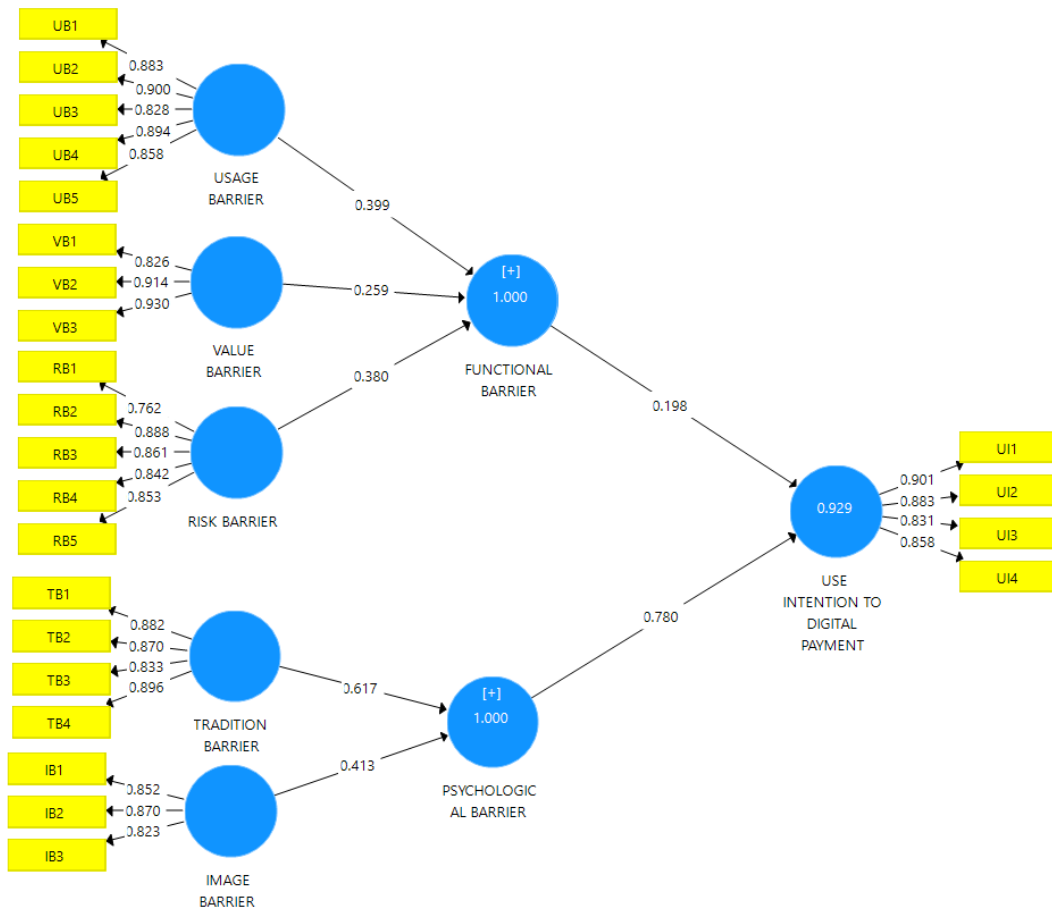 UB1
0.883
UB2
0.900
UB3
0.828
UB4
0.894
UB5
0.858
USAGE
BARRIER
0.399
VB1
0.826
VB2
0.914
VB3
0.930
VALUE
BARRIER
0.259
RB1
0.762
RB2
0.888
RB3
0.861
RB4
0.842
RB5
0.853
RISK BARRIER
0.380
[+]
1.000
FUNCTIONAL
BARRIER
0.198
TB1
0.882
TB2
0.870
TB3
0.833
TB4
0.896
TRADITION
BARRIER
0.617
IB1
0.852
IB2
0.870
IB3
0.823
IMAGE
BARRIER
0.413
[+]
1.000
PSYCHOLOGIC
AL BARRIER
0.780
0.929
USE
INTENTION TO
DIGITAL
PAYMENT
0.901
UI1
0.883
UI2
0.831
UI3
0.858
UI4